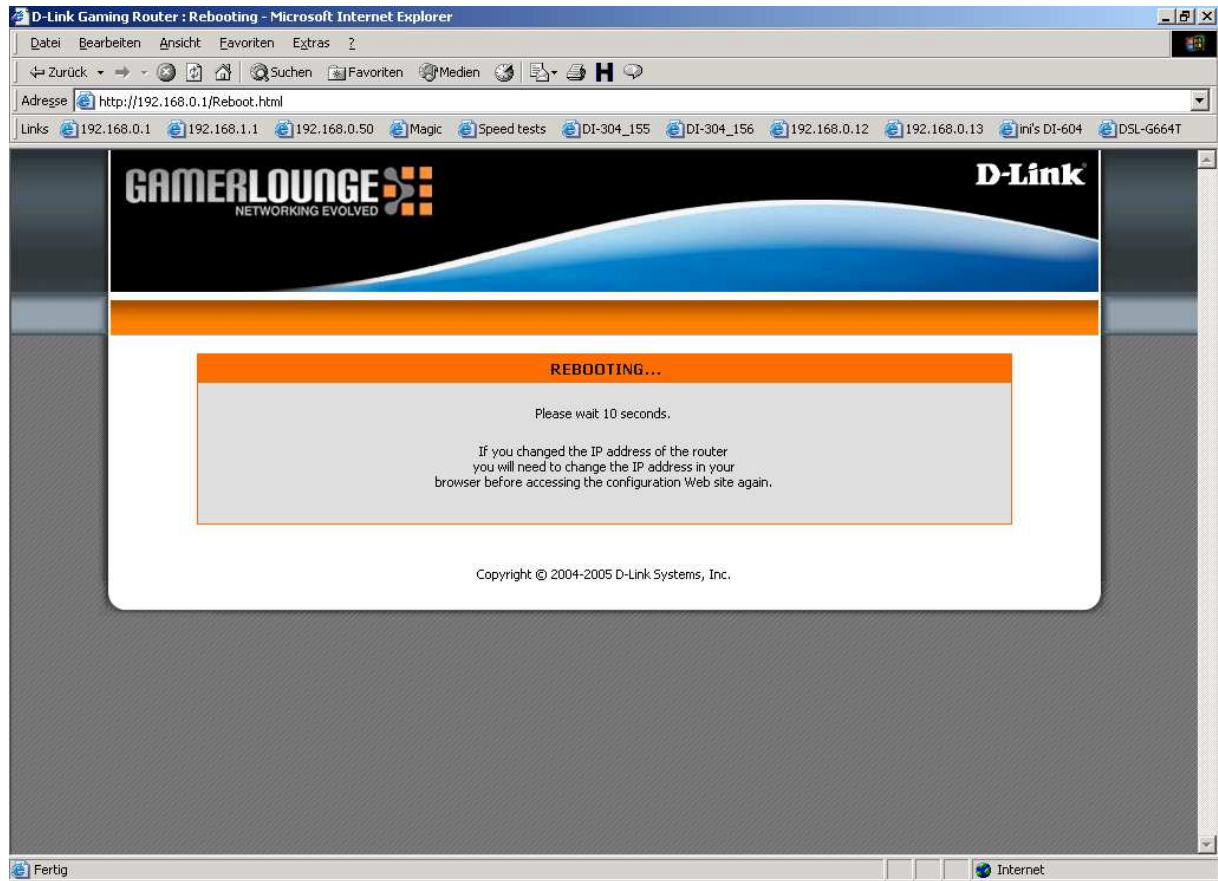 D-Link Gaming Router : Rebooting - Microsoft Internet Explorer
Datei Bearbeiten Ansicht Favoriten Extras ?
Zurück Suchen Favoriten Medien H
Adresse http://192.168.0.1/Reboot.html
Links 192.168.0.1 192.168.1.1 192.168.0.50 Magic Speed tests DI-304_155 DI-304_156 192.168.0.12 192.168.0.13 ini's DI-604 DSL-G664T
GAMERLOUNGE
NETWORKING EVOLVED
D-Link
REBOOTING...
Please wait 10 seconds.
If you changed the IP address of the router
you will need to change the IP address in your
browser before accessing the configuration Web site again.
Copyright © 2004-2005 D-Link Systems, Inc.
Fertig Internet